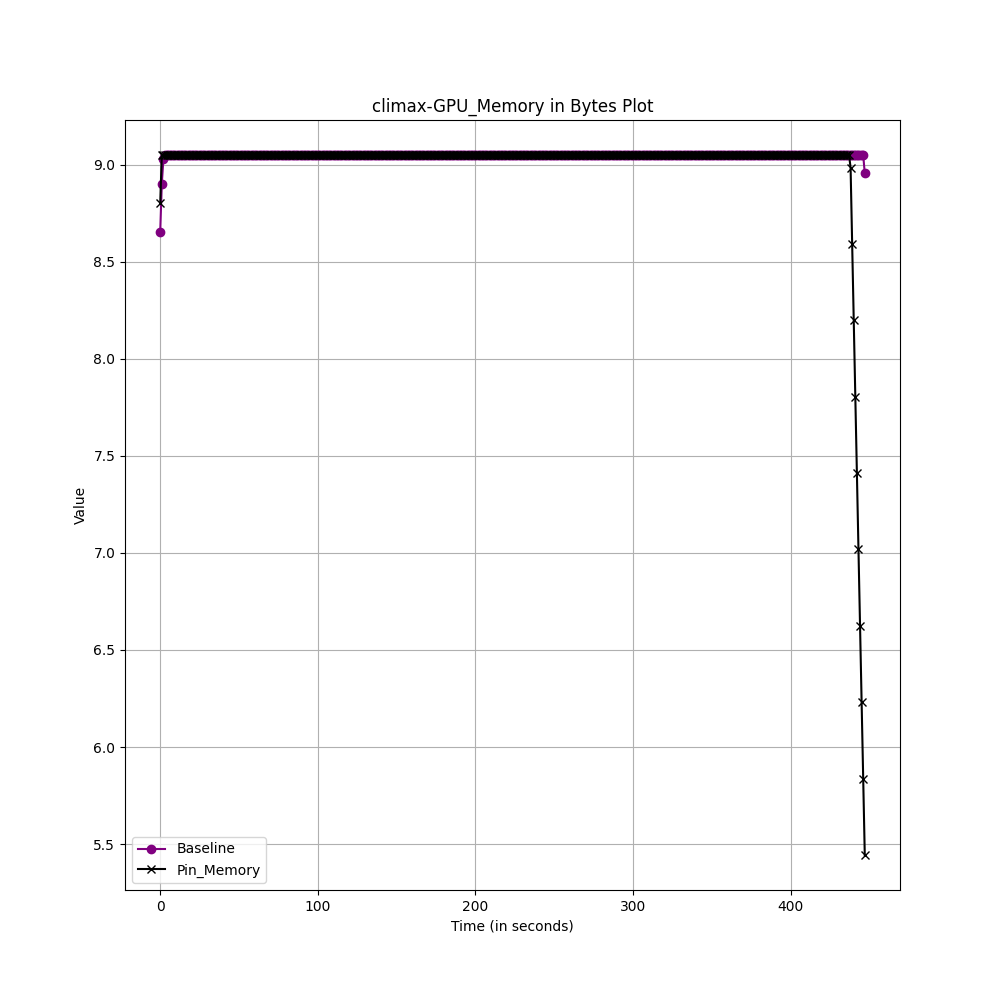 climax-GPU_Memory in Bytes Plot
9.0
8.5
8.0
7.5
7.0
6.5
6.0
5.5
Value
Baseline
Pin_Memory
0
100
200
300
400
Time (in seconds)